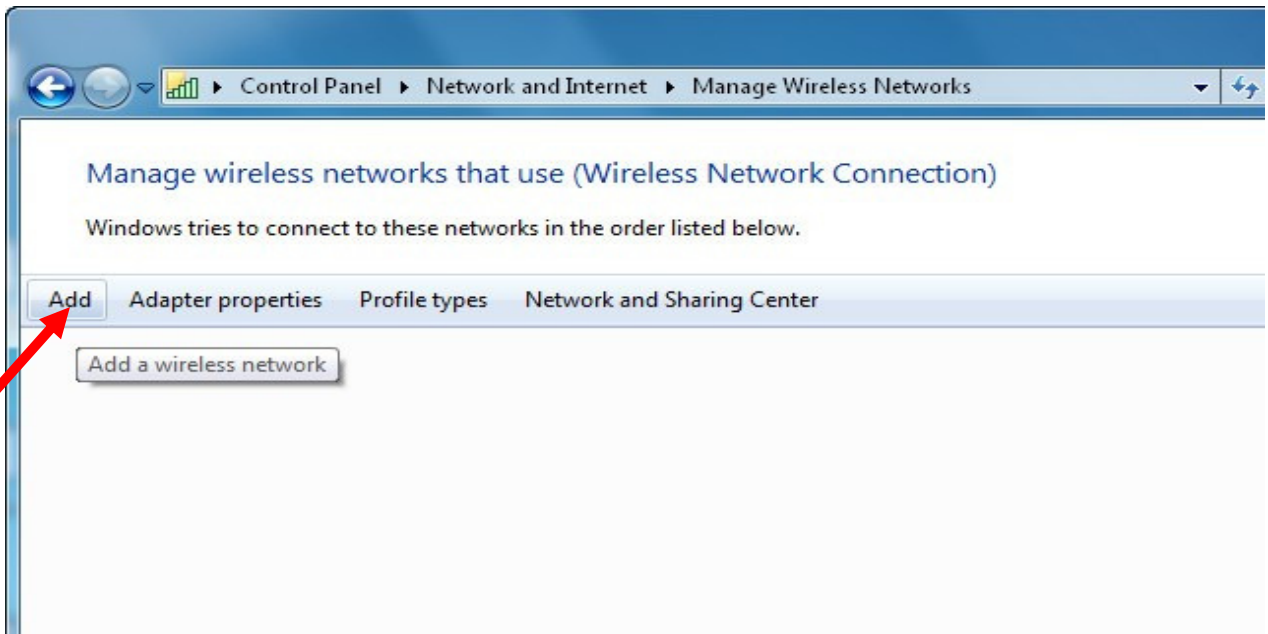 Control Panel Network and Internet Manage Wireless Networks
Manage wireless networks that use (Wireless Network Connection)
Windows tries to connect to these networks in the order listed below.
Add Adapter properties Profile types Network and Sharing Center
Add a wireless network